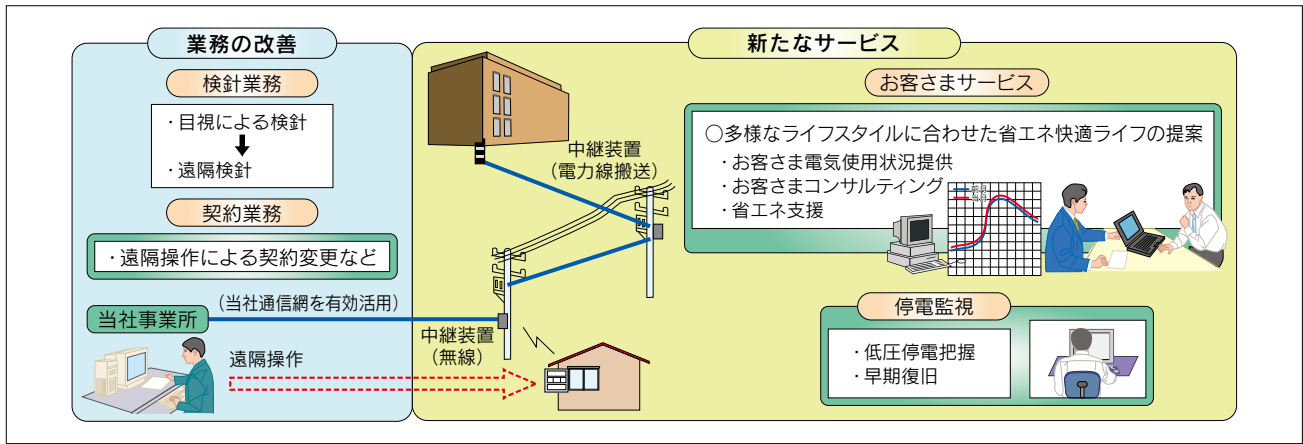 業務の改善
検針業務
・目視による検針
・遠隔検針
契約業務
・遠隔操作による契約変更など
(当社通信網を有効活用)
当社事業所
遠隔操作
新たなサービス
中継装置
(電力線搬送)
中継装置
(無線)
お客さまサービス
○多様なライフスタイルに合わせた省エネ快適ライフの提案
・お客さま電気使用状況提供
・お客さまコンサルティング
・省エネ支援
停電監視
・低圧停電把握
・早期復旧